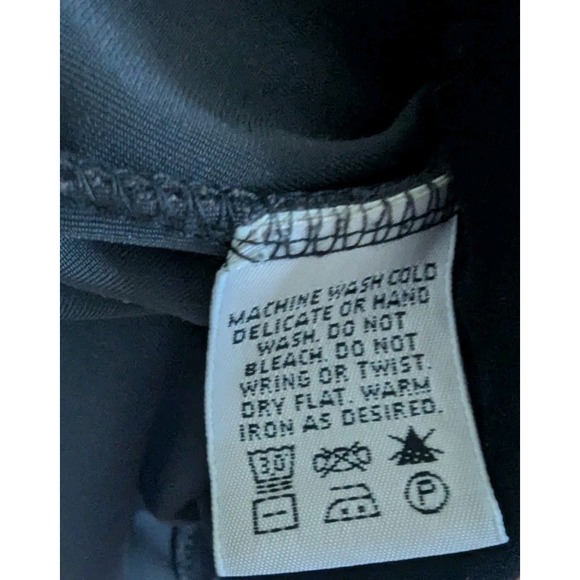 MACHINE WASH COLD
DELICATE OR HAND
WASH. DO NOT
BLEACH. DO NOT
WRING OR TWIST.
DRY FLAT. WARM
IRON AS DESIRED.
30°
P